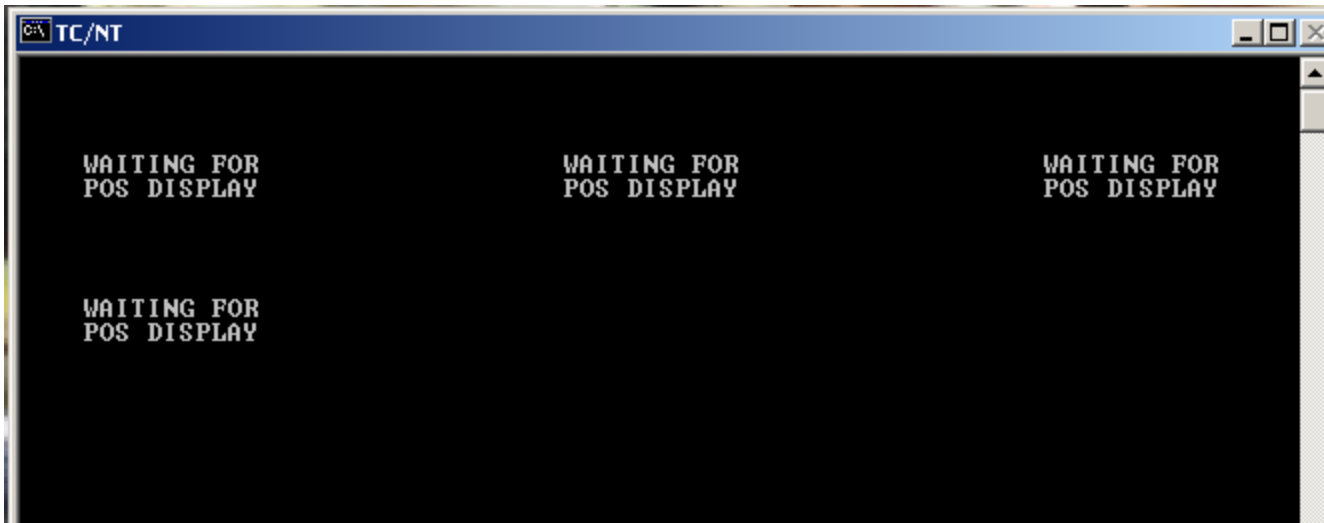 C:\ TC/NT
WAITING FOR WAITING FOR WAITING FOR
POS DISPLAY POS DISPLAY POS DISPLAY
WAITING FOR
POS DISPLAY